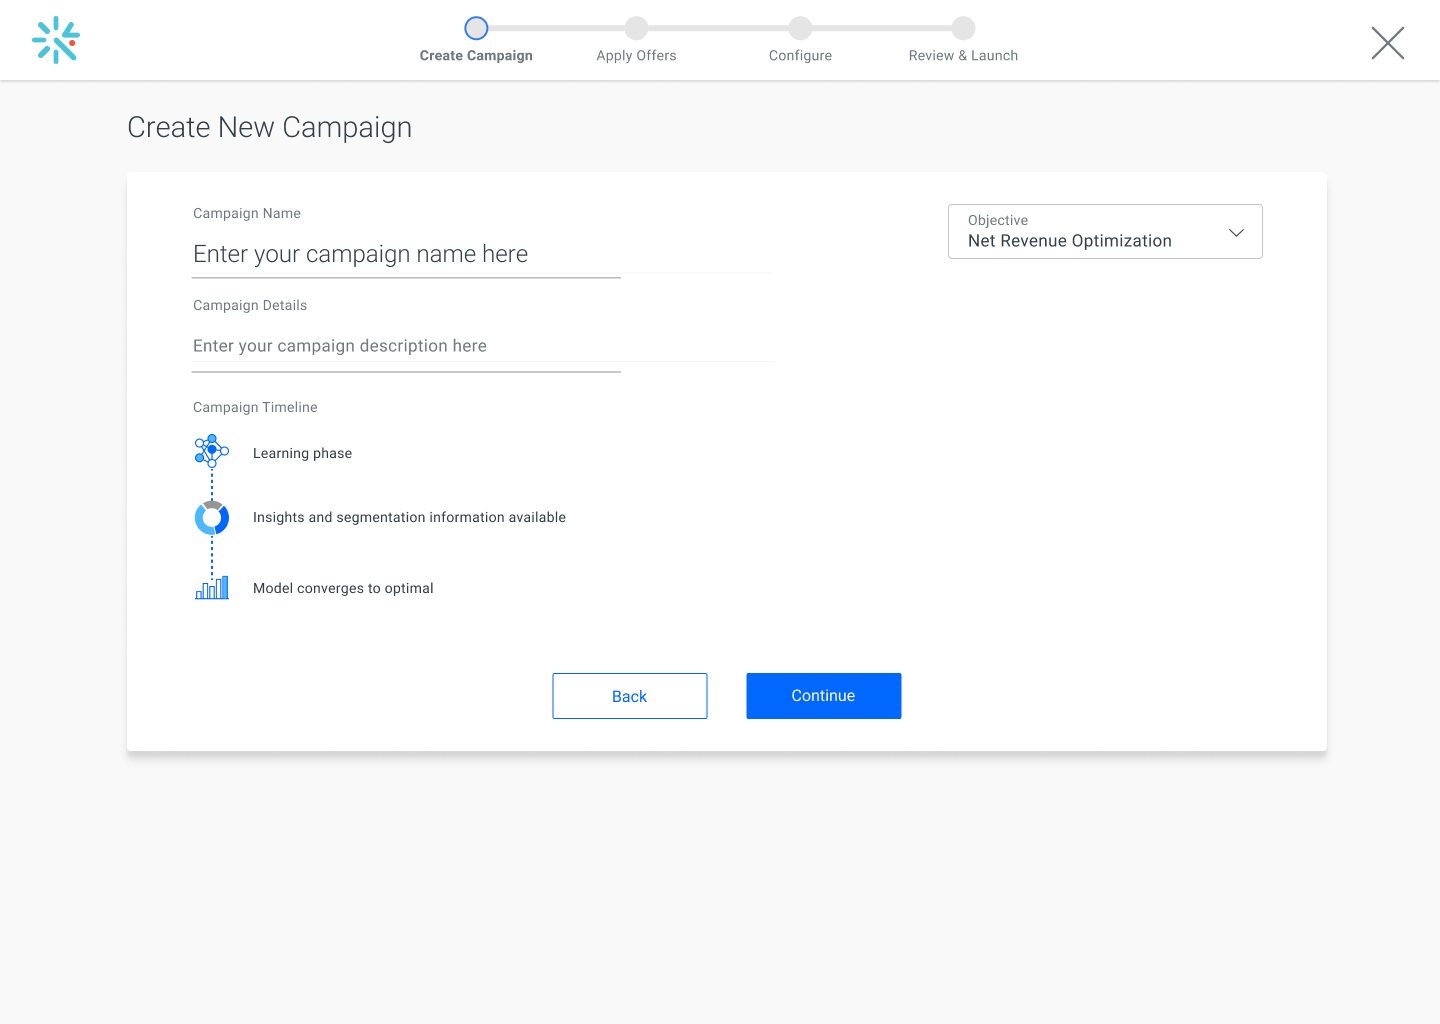 Create Campaign
Apply Offers
Configure
Review & Launch
Create New Campaign
Campaign Name
Enter your campaign name here
Objective
Net Revenue Optimization
Campaign Details
Enter your campaign description here
Campaign Timeline
Learning phase
Insights and segmentation information available
Model converges to optimal
Back
Continue